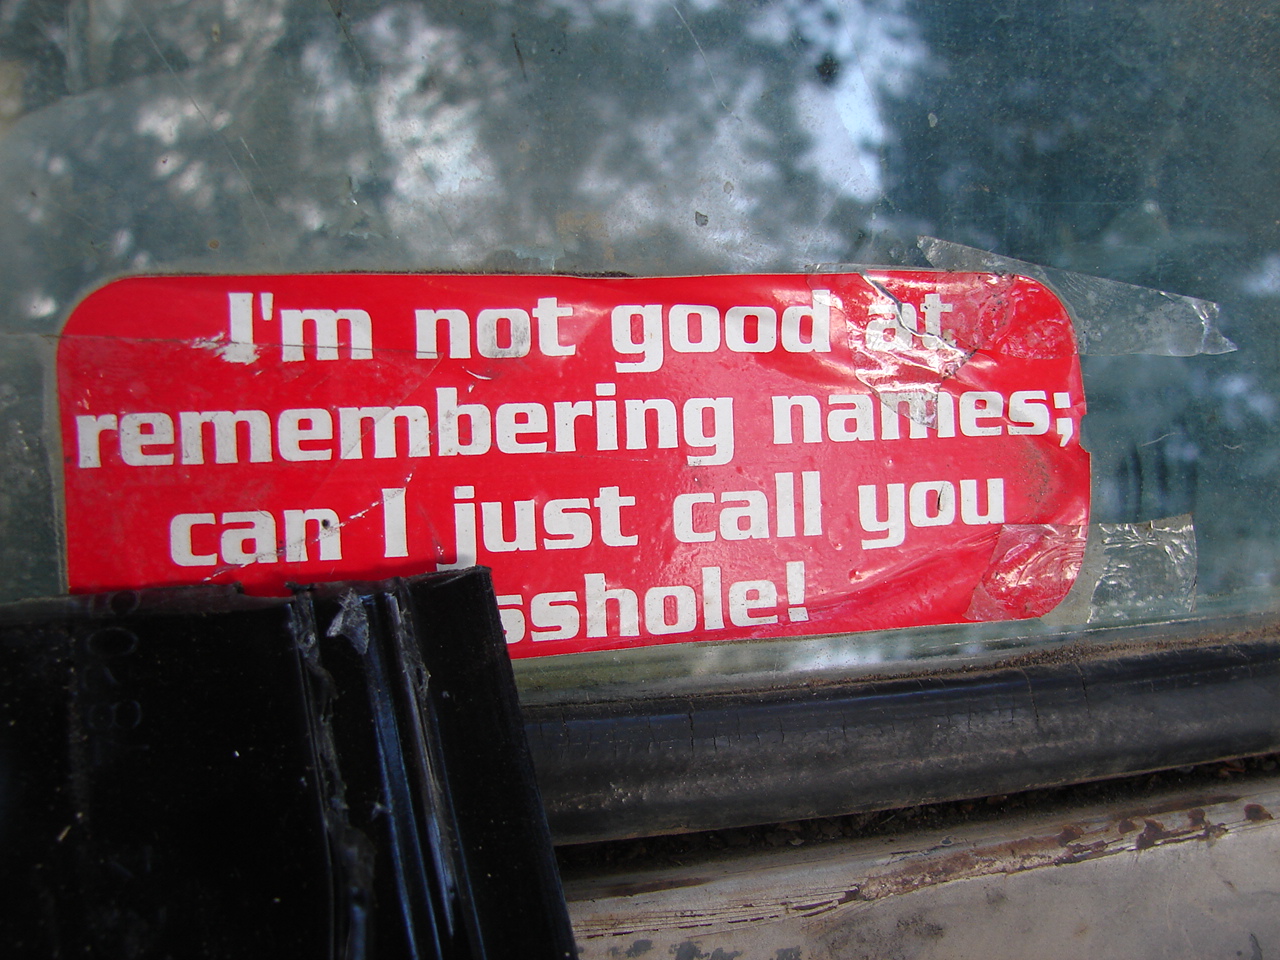 I'm not good at
remembering names;
can I just call you
sshole!